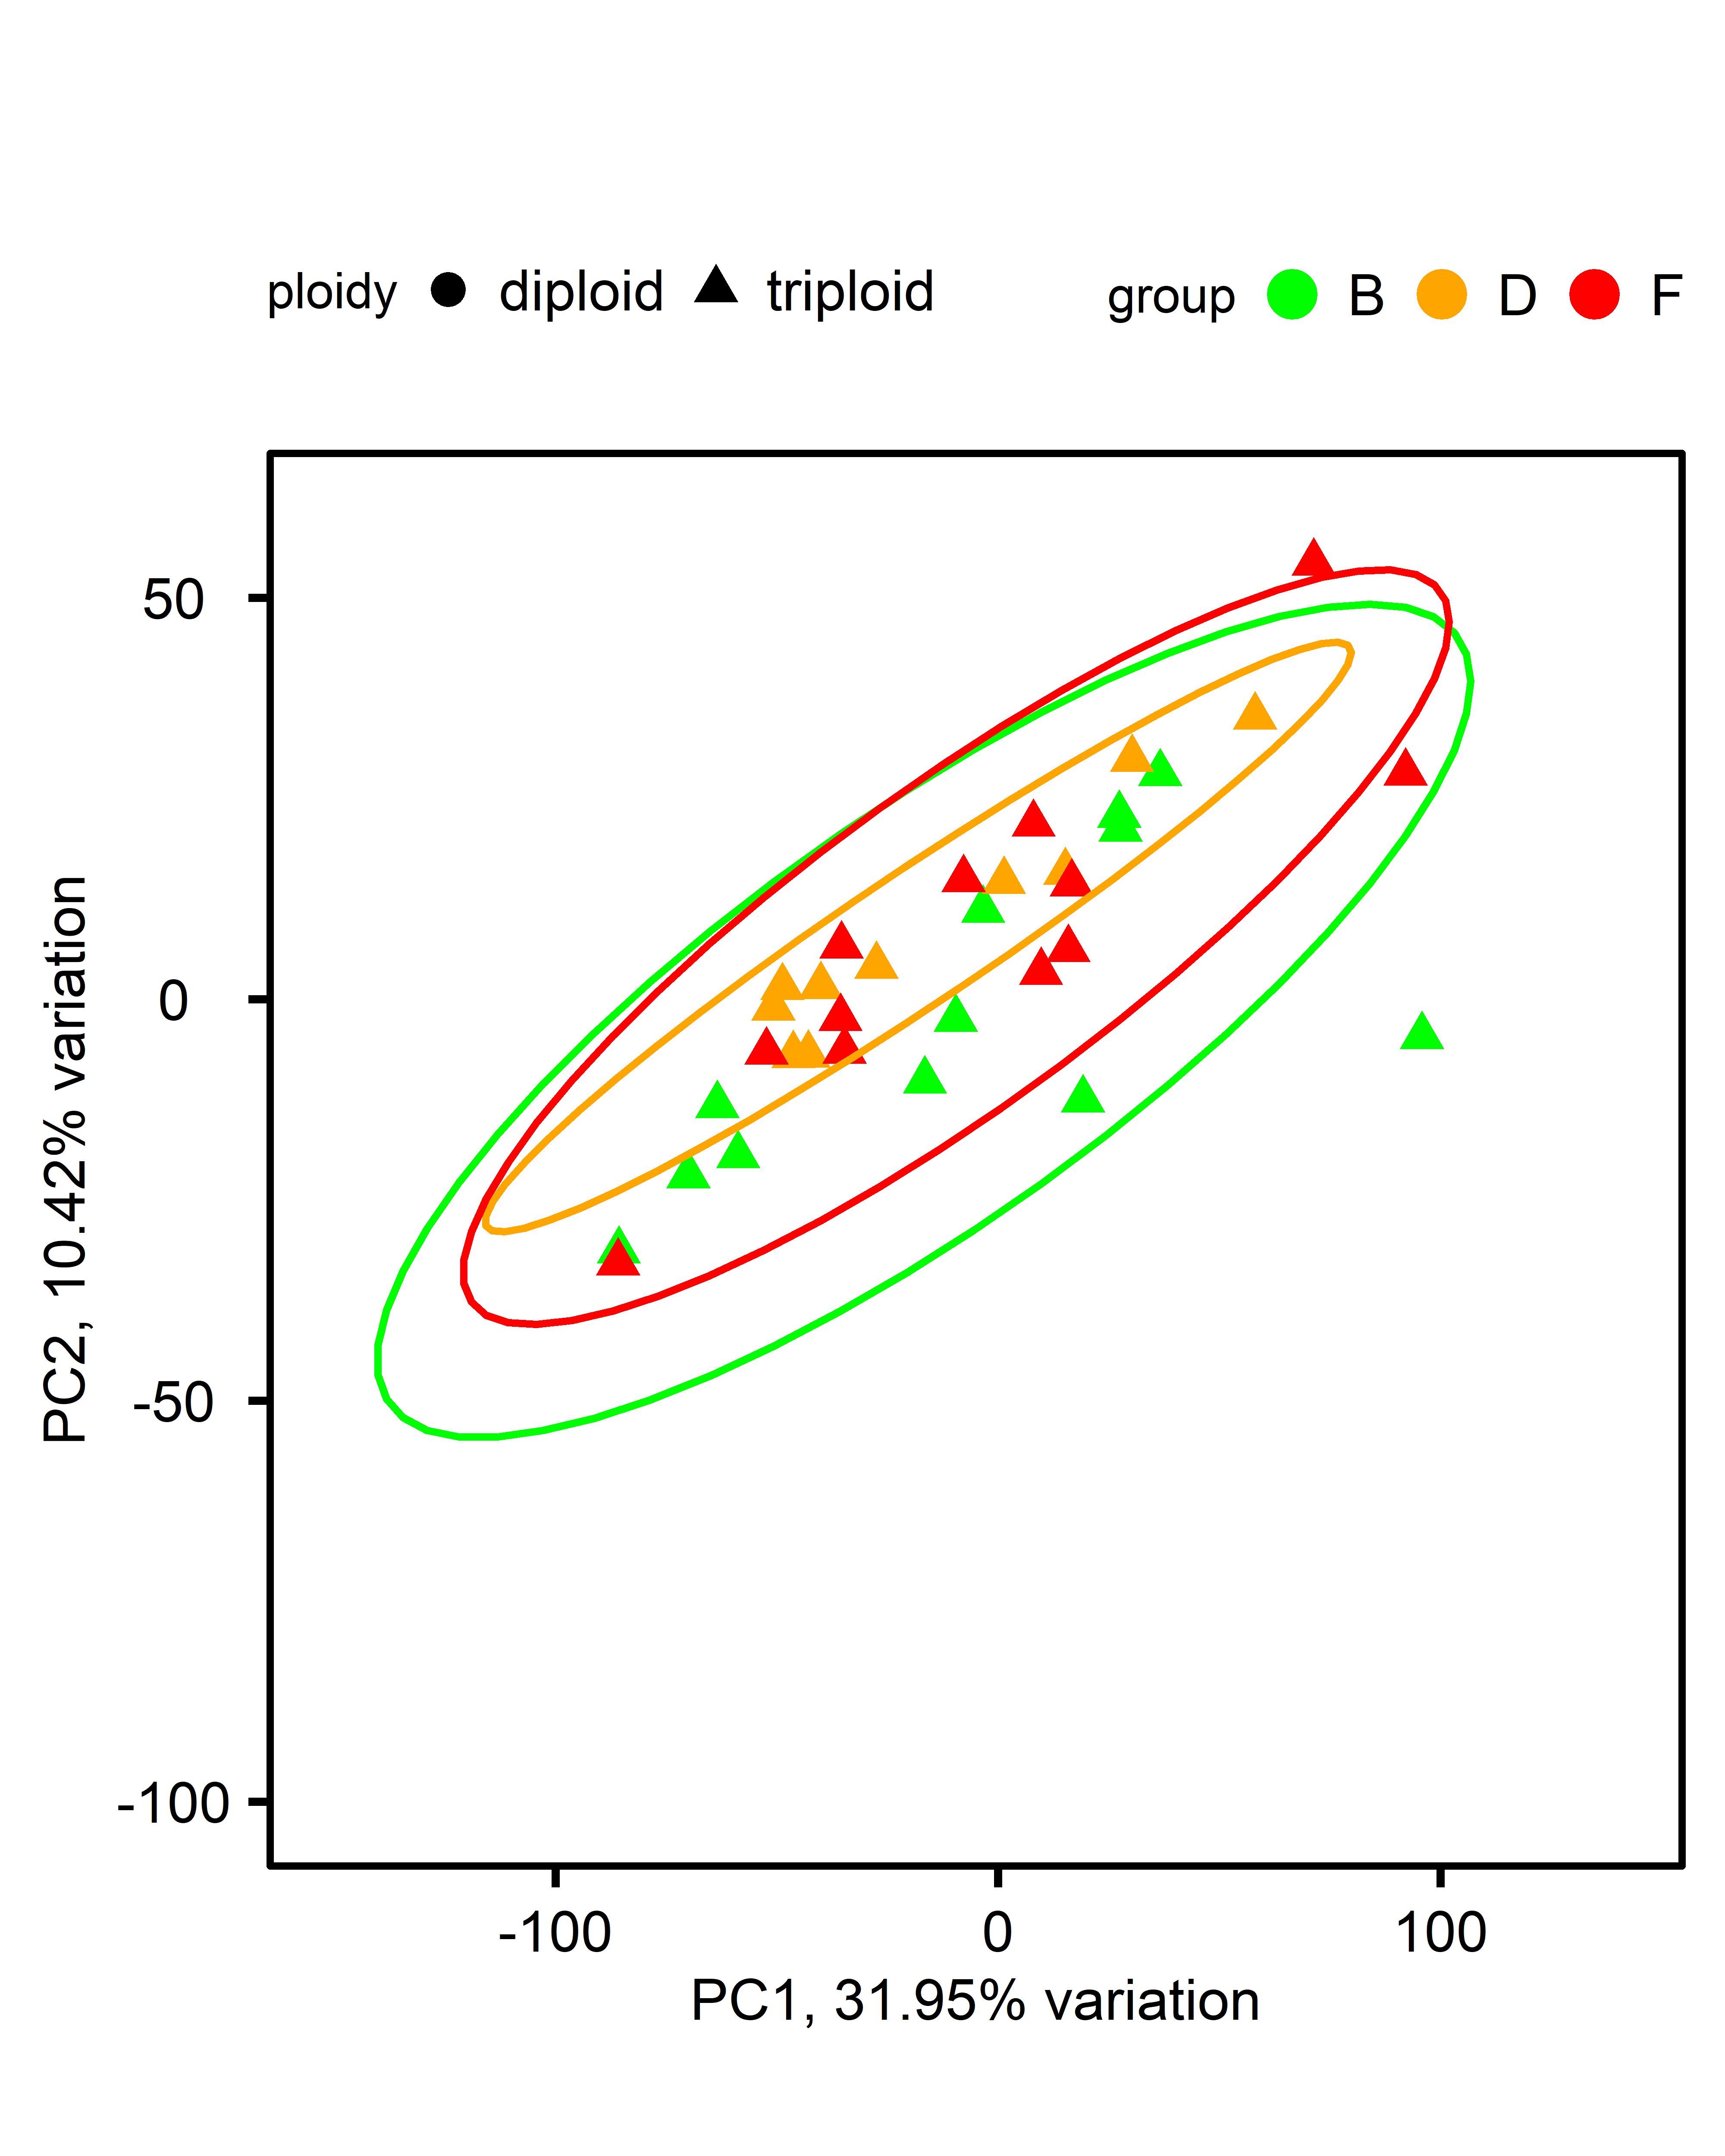 ploidy diploid triploid group B D F
50
0
-50
-100
PC2, 10.42% variation
-100 0 100
PC1, 31.95% variation